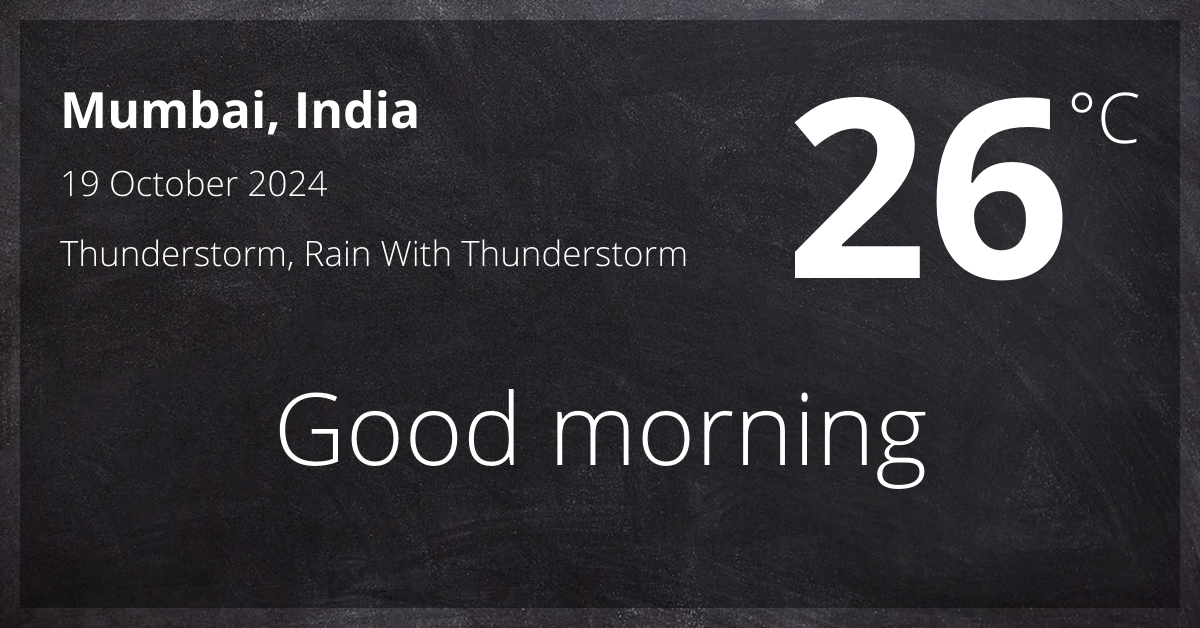 Mumbai, India
26 °C
19 October 2024
Thunderstorm, Rain With Thunderstorm
Good morning